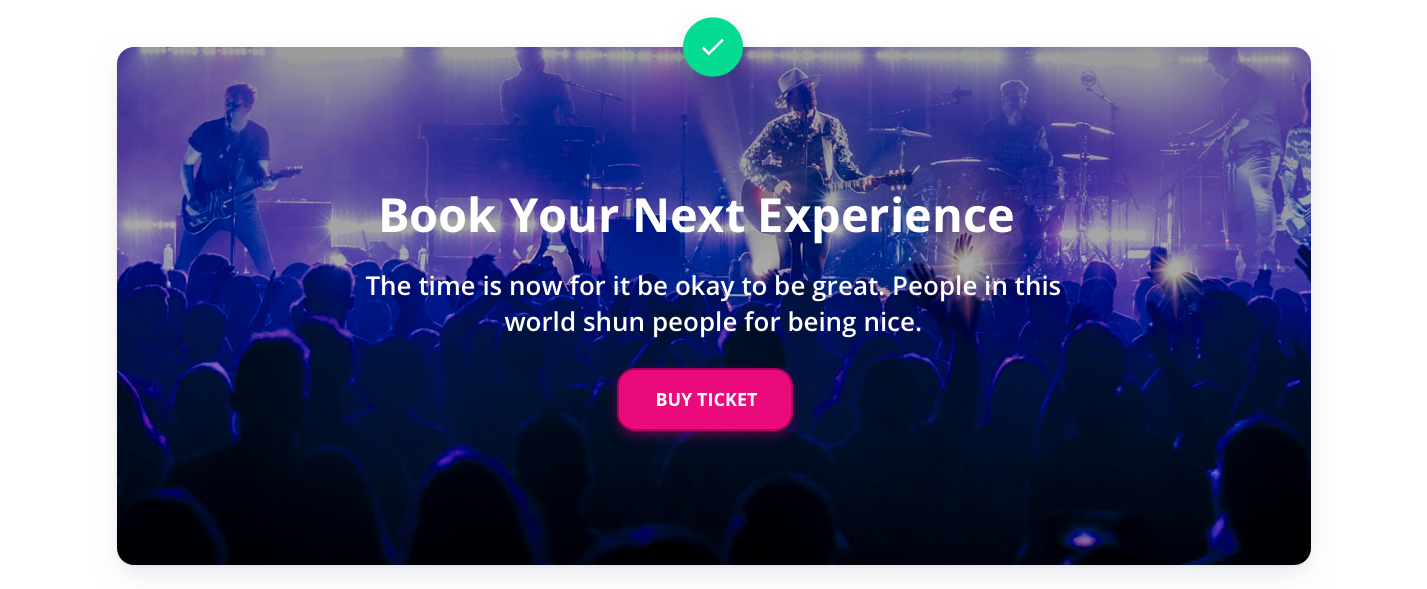 Book Your Next Experience
The time is now for it be okay to be great. People in this
world shun people for being nice.
BUY TICKET